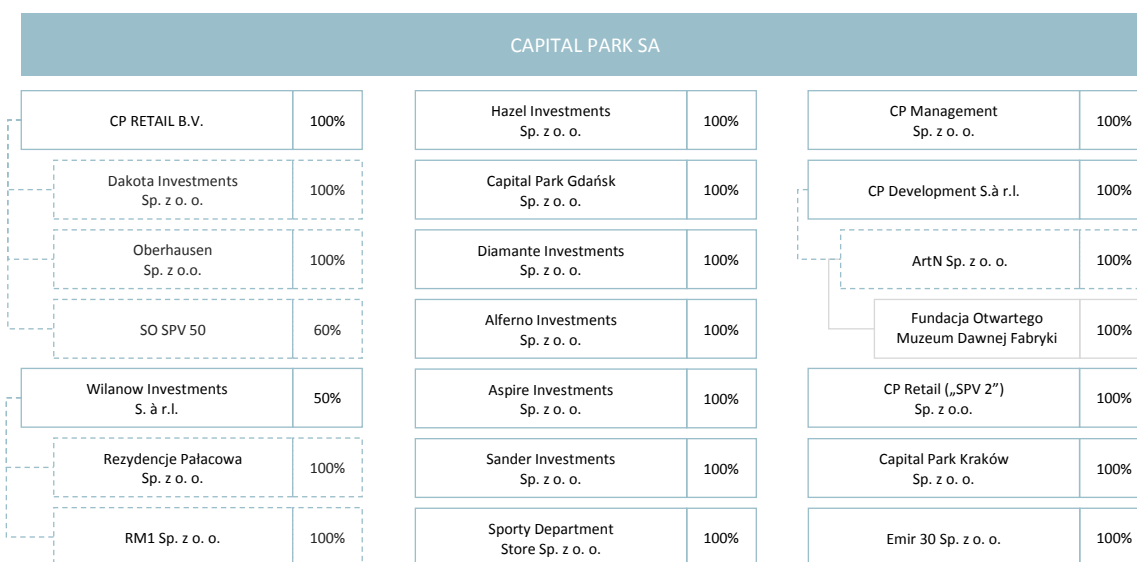 CAPITAL PARK SA
CP RETAIL B.V.
100%
Dakota Investments
Sp. z o. o.
100%
Oberhausen
Sp. z o.o.
100%
SO SPV 50
60%
Wilanow Investments
S. à r.l.
50%
Rezydencje Pałacowa
Sp. z o. o.
100%
RM1 Sp. z o. o.
100%
Hazel Investments
Sp. z o. o.
100%
Capital Park Gdańsk
Sp. z o. o.
100%
Diamante Investments
Sp. z o. o.
100%
Alferno Investments
Sp. z o. o.
100%
Aspire Investments
Sp. z o. o.
100%
Sander Investments
Sp. z o. o.
100%
Sporty Department
Store Sp. z o. o.
100%
CP Management
Sp. z o. o.
100%
CP Development S.à r.l.
100%
ArtN Sp. z o. o.
100%
Fundacja Otwartego
Muzeum Dawnej Fabryki
100%
CP Retail („SPV 2”)
Sp. z o.o.
100%
Capital Park Kraków
Sp. z o. o.
100%
Emir 30 Sp. z o. o.
100%